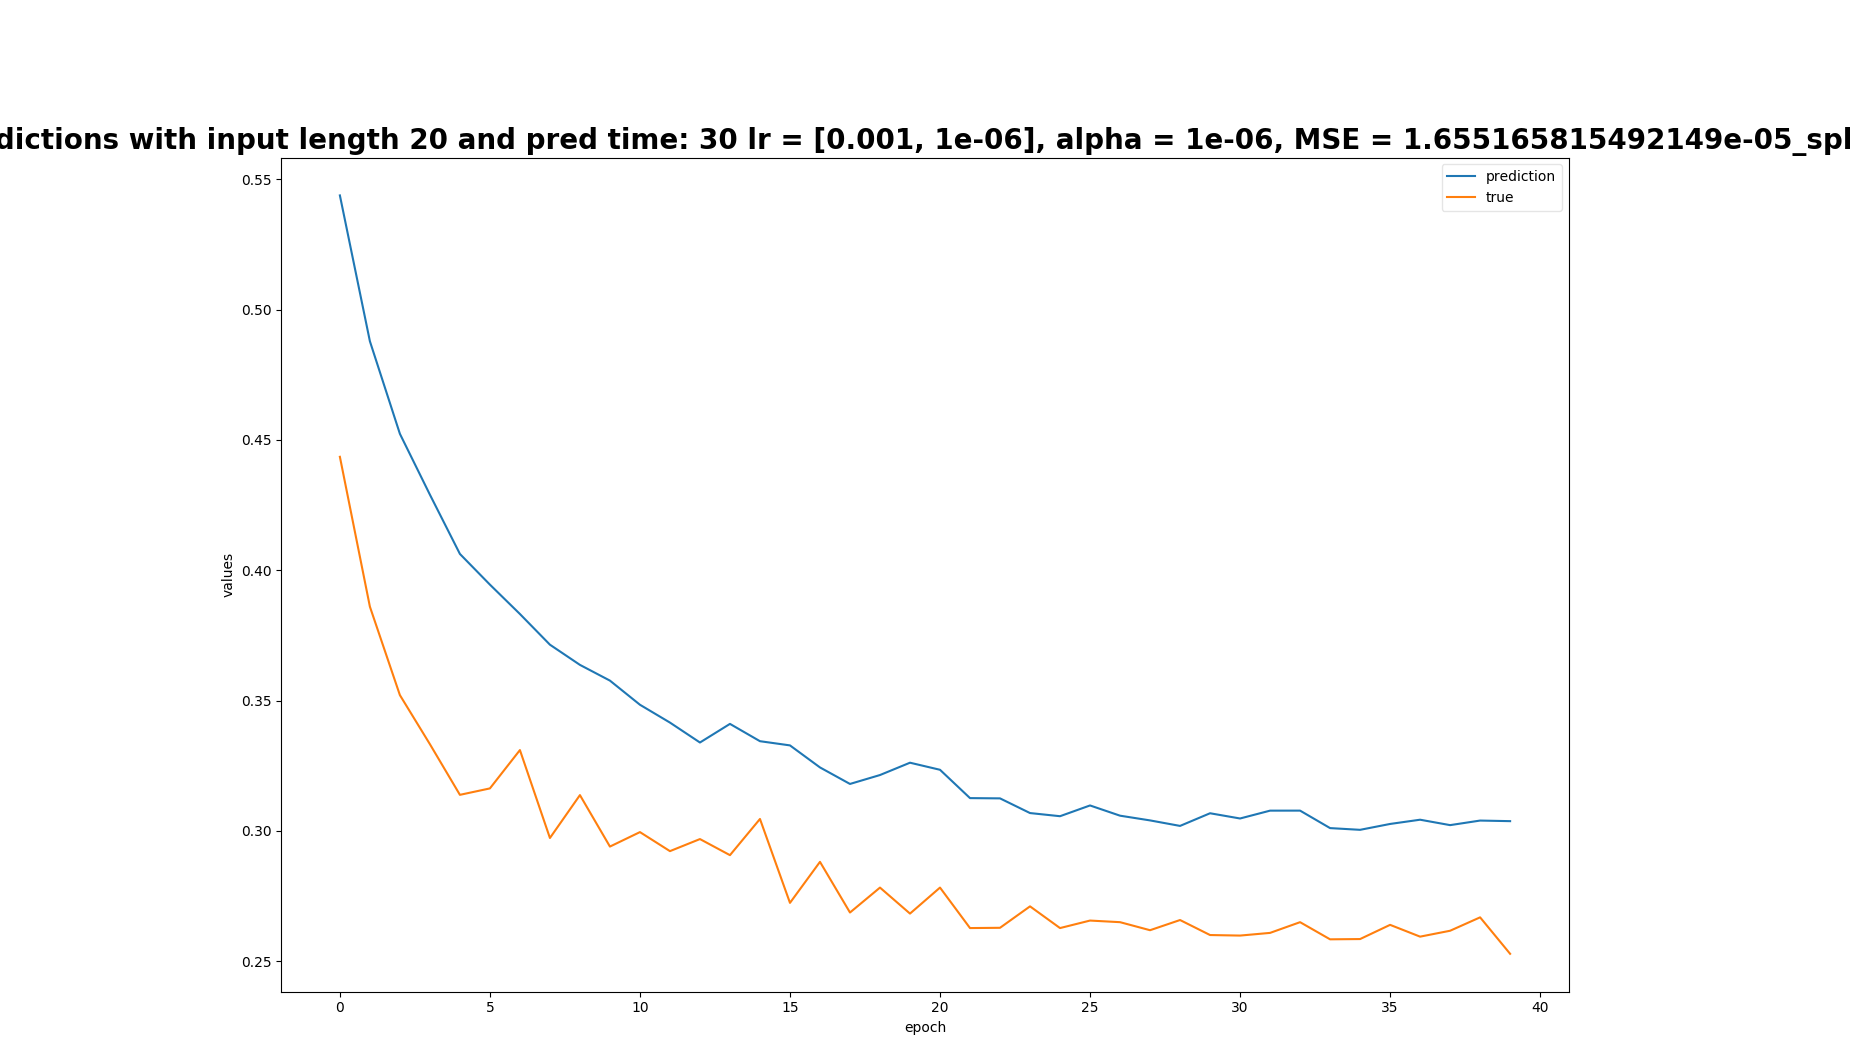 dictions with input length 20 and pred time: 30 lr = [0.001, 1e-06], alpha = 1e-06, MSE = 1.655165815492149e-05_spl
prediction
true
0.55
0.50
0.45
0.40
0.35
0.30
0.25
values
0 5 10 15 20 25 30 35 40
epoch